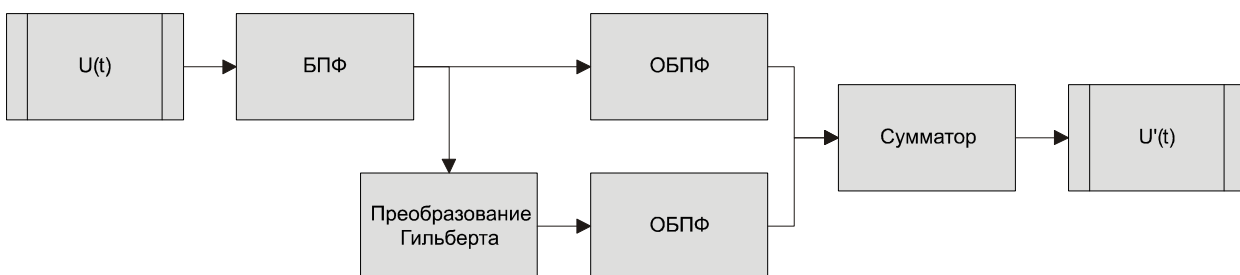 U(t)
БПФ
ОБПФ
Сумматор
U'(t)
Преобразование
Гильберта
ОБПФ